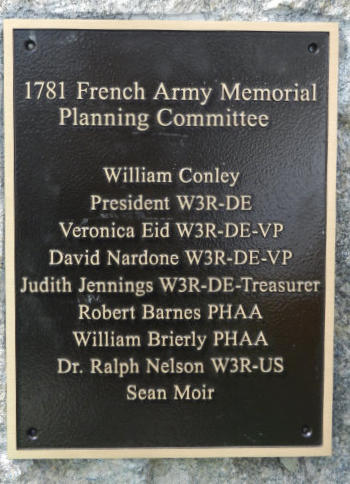 1781 French Army Memorial
Planning Committee
William Conley
President W3R-DE
Veronica Eid W3R-DE-VP
David Nardone W3R-DE-VP
Judith Jennings W3R-DE-Treasurer
Robert Barnes PHAA
William Brierly PHAA
Dr. Ralph Nelson W3R-US
Sean Moir